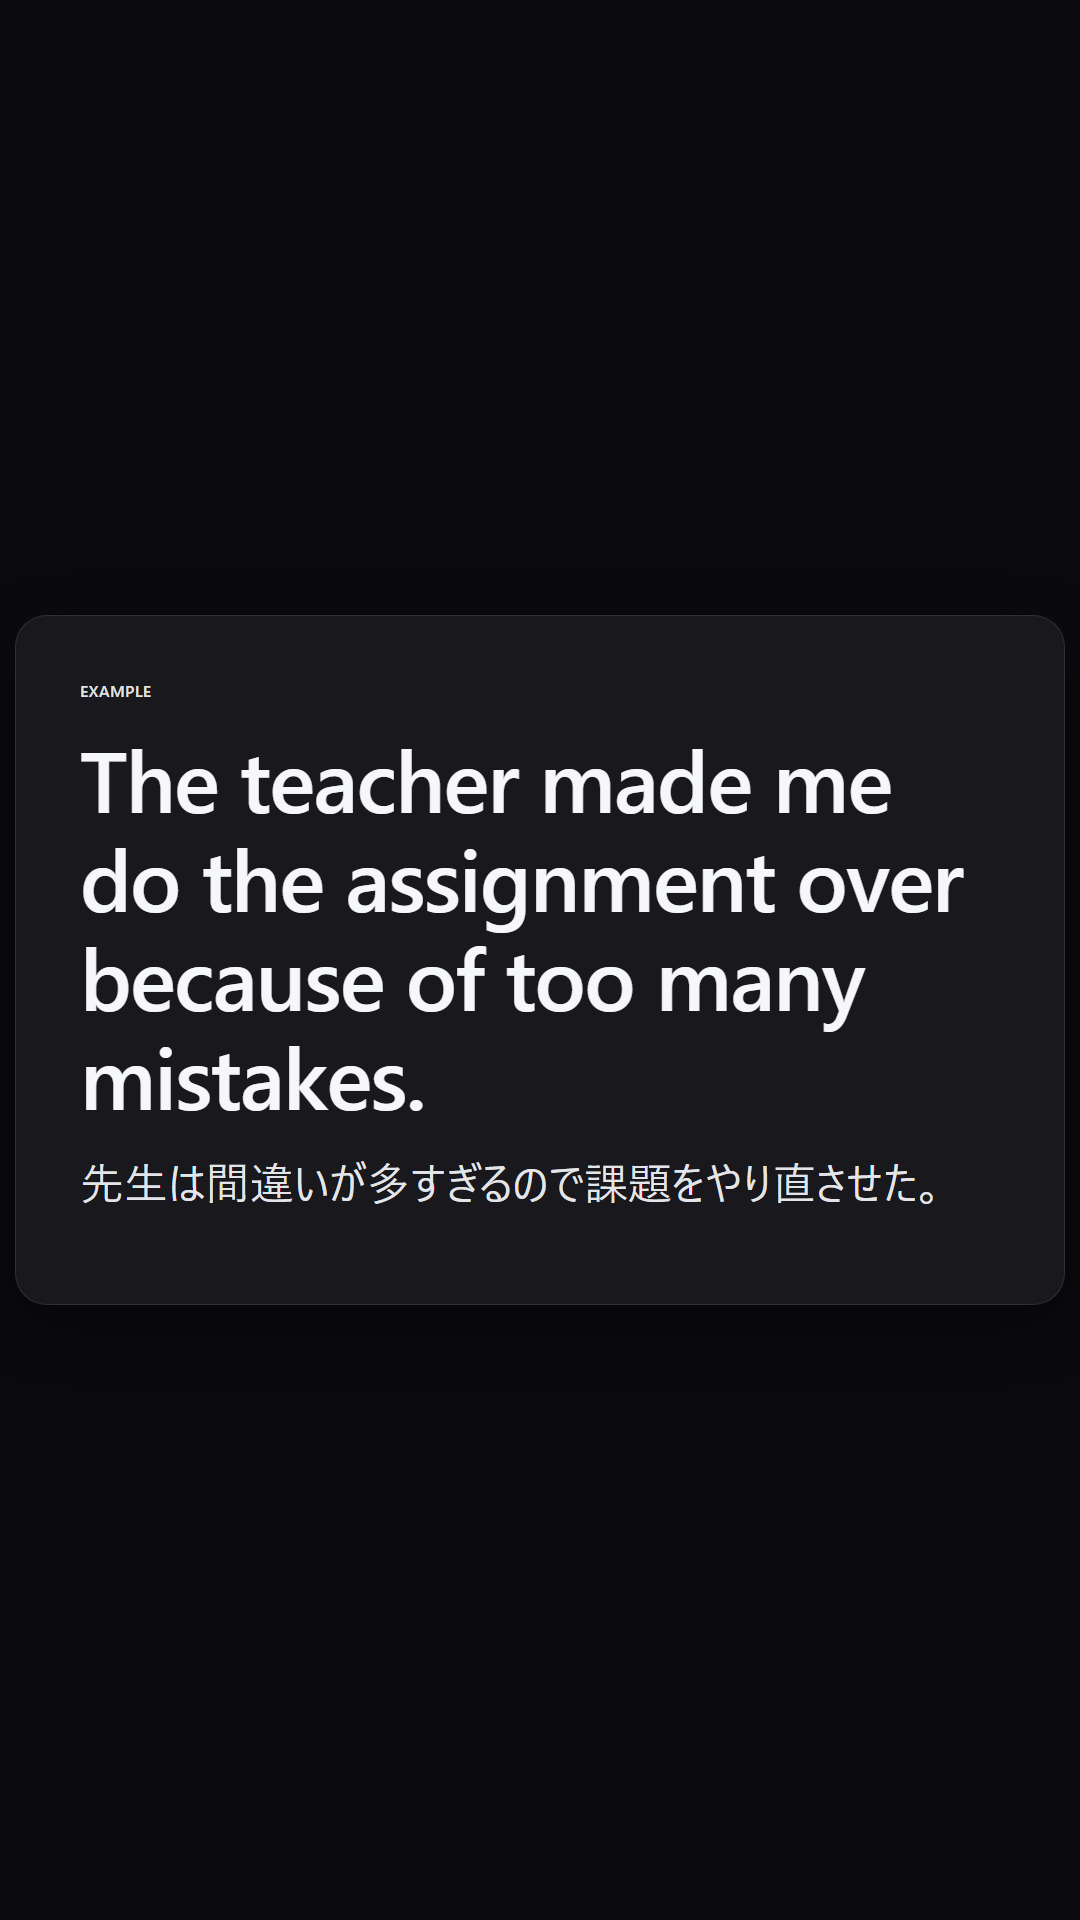 EXAMPLE
The teacher made me
do the assignment over
because of too many
mistakes.
先生は間違いが多すぎるので課題をやり直させた。